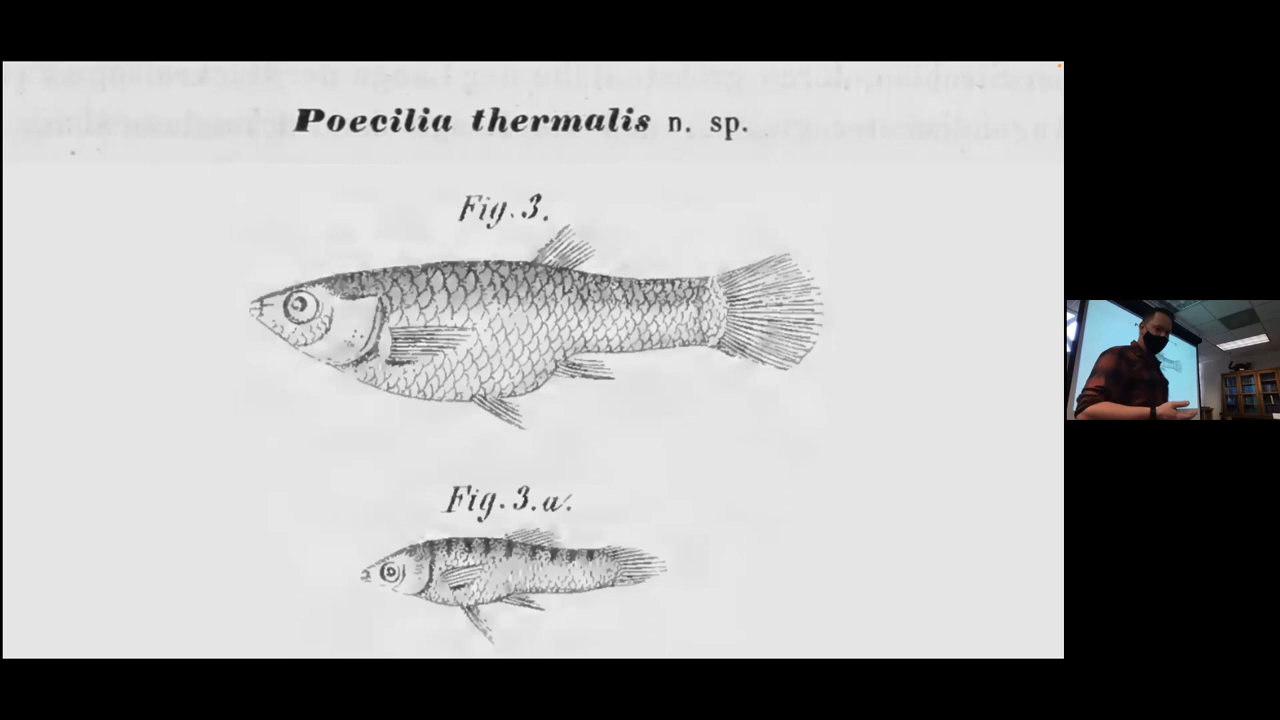 Poecilia thermalis n. sp.
Fig. 3.
Fig. 3. a.